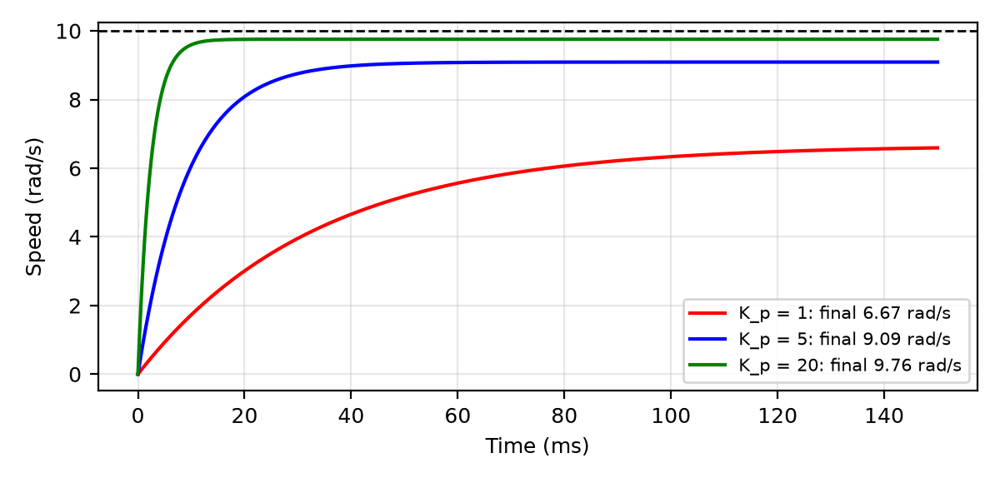 10
8
6
4
2
0
Speed (rad/s)
K_p = 1: final 6.67 rad/s
K_p = 5: final 9.09 rad/s
K_p = 20: final 9.76 rad/s
0 20 40 60 80 100 120 140
Time (ms)